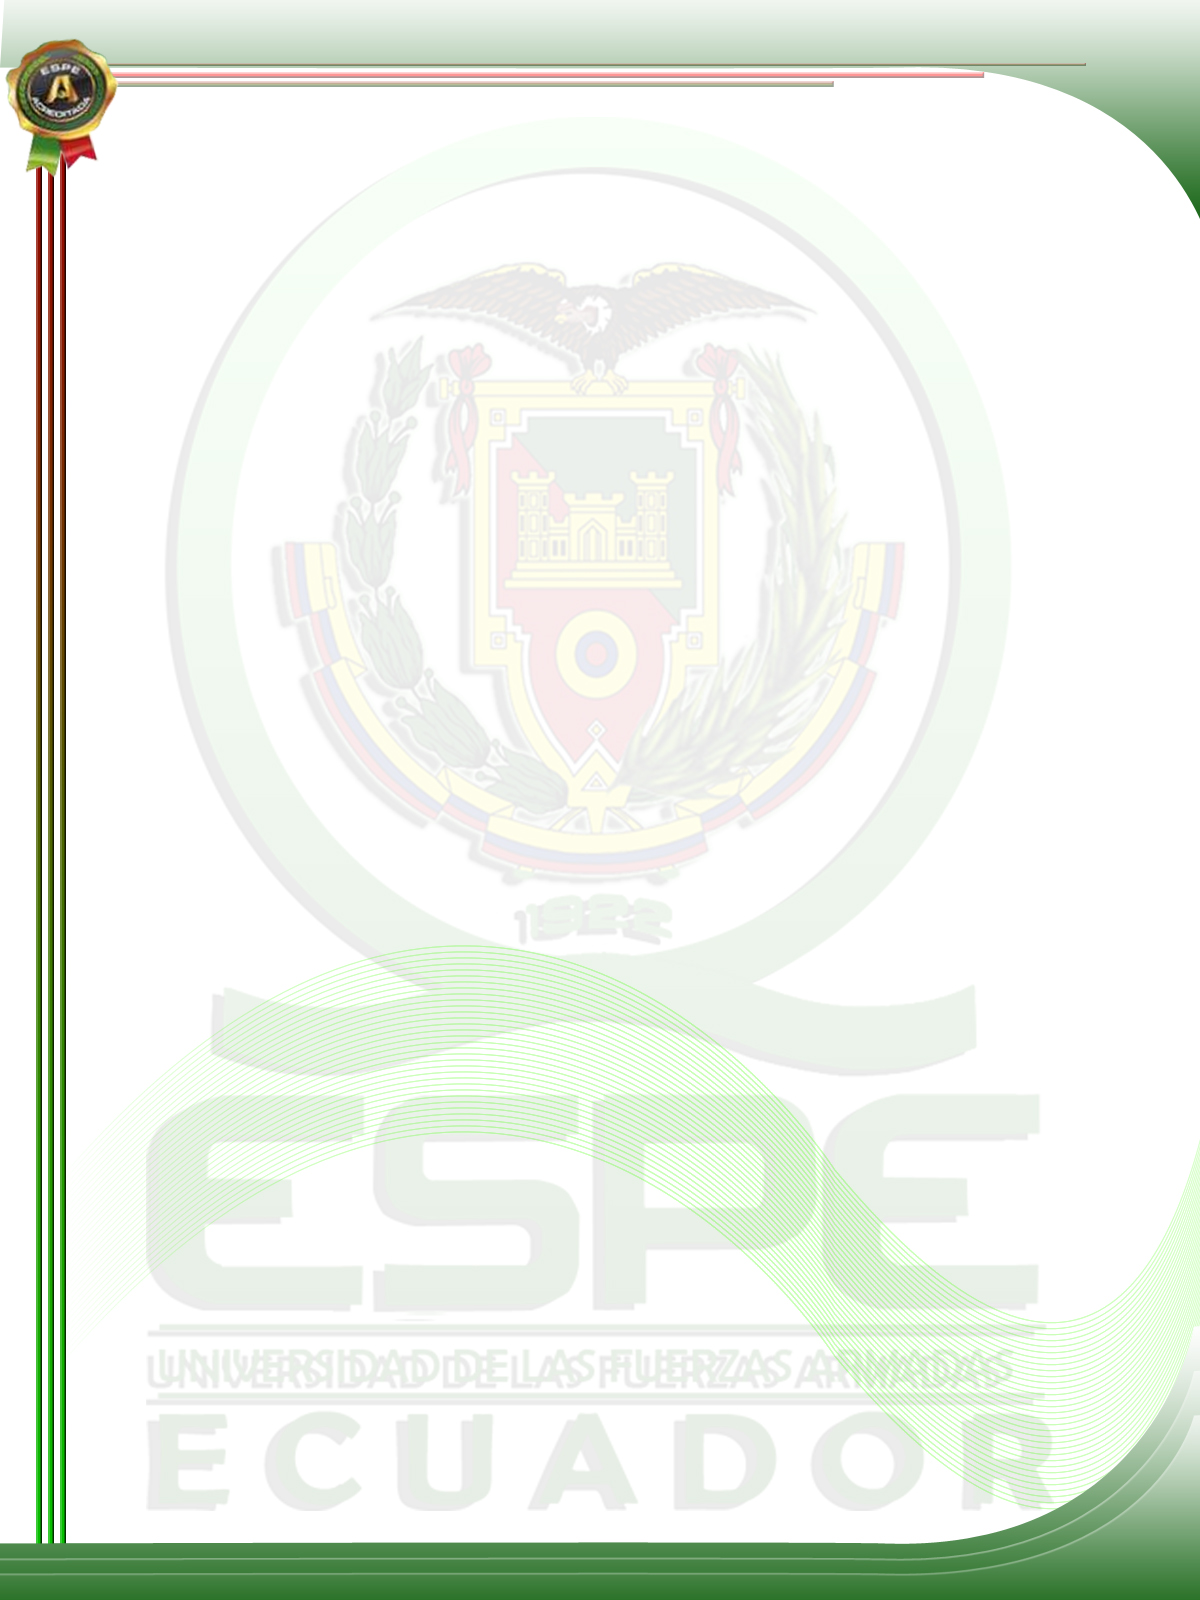 ESPE
A
ACREDITADA
1922
ESPE
UNIVERSIDAD DE LAS FUERZAS ARMADAS
ECUADOR